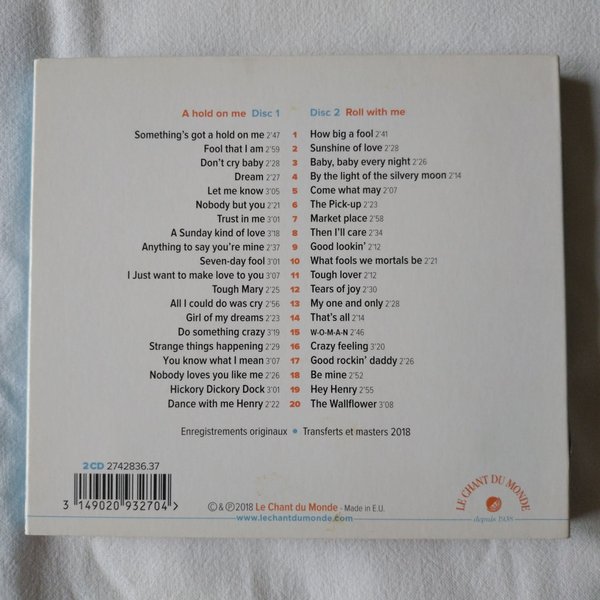 A hold on me Disc 1 Disc 2 Roll with me
Something's got a hold on me 2'47 1 How big a fool 2'41
Fool that I am 2'59 2 Sunshine of love 2'28
Don't cry baby 2'28 3 Baby, baby every night 2'26
Dream 2'27 4 By the light of the silvery moon 2'14
Let me know 3'05 5 Come what may 2'07
Nobody but you 2'21 6 The Pick-up 2'23
Trust in me 3'01 7 Market place 2'58
A Sunday kind of love 3'18 8 Then I'll care 2'34
Anything to say you're mine 2'37 9 Good lookin' 2'12
Seven-day fool 3'01 10 What fools we mortals be 2'21
I Just want to make love to you 3'07 11 Tough lover 2'12
Tough Mary 2'25 12 Tears of joy 2'30
All I could do was cry 2'56 13 My one and only 2'28
Girl of my dreams 2'23 14 That's all 2'14
Do something crazy 3'19 15 W-O-M-A-N 2'46
Strange things happening 2'29 16 Crazy feeling 3'20
You know what I mean 3'07 17 Good rockin' daddy 2'26
Nobody loves you like me 2'26 18 Be mine 2'52
Hickory Dickory Dock 3'01 19 Hey Henry 2'55
Dance with me Henry 2'22 20 The Wallflower 3'08
Enregistrements originaux • Transferts et masters 2018
2 CD 2742836.37
3 149020 932704 >
© & ℗ 2018 Le Chant du Monde - Made in E.U.
www.lechantdumonde.com
LE CHANT DU MONDE
depuis 1938